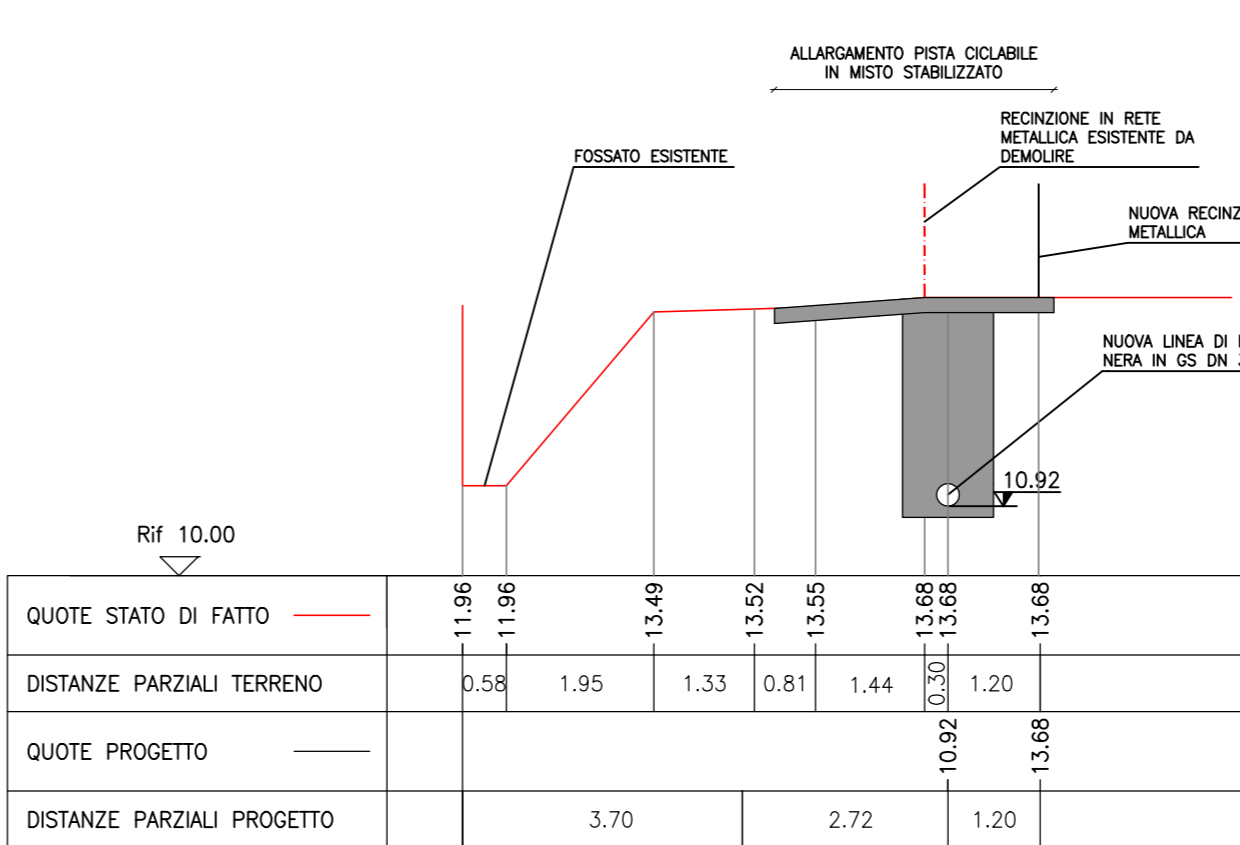 ALLARGAMENTO PISTA CICLABILE
IN MISTO STABILIZZATO
RECINZIONE IN RETE
METALLICA ESISTENTE DA
DEMOLIRE
FOSSATO ESISTENTE
NUOVA
METALLICA
NUOVA LINEA DI
NERA IN GS DN
10.92
Rif 10.00
QUOTE STATO DI FATTO 11.96 11.96 13.49 13.52 13.55 13.68 13.68 13.68
DISTANZE PARZIALI TERRENO 0.58 1.95 1.33 0.81 1.44 0.30 1.20
QUOTE PROGETTO 10.92 13.68
DISTANZE PARZIALI PROGETTO 3.70 2.72 1.20